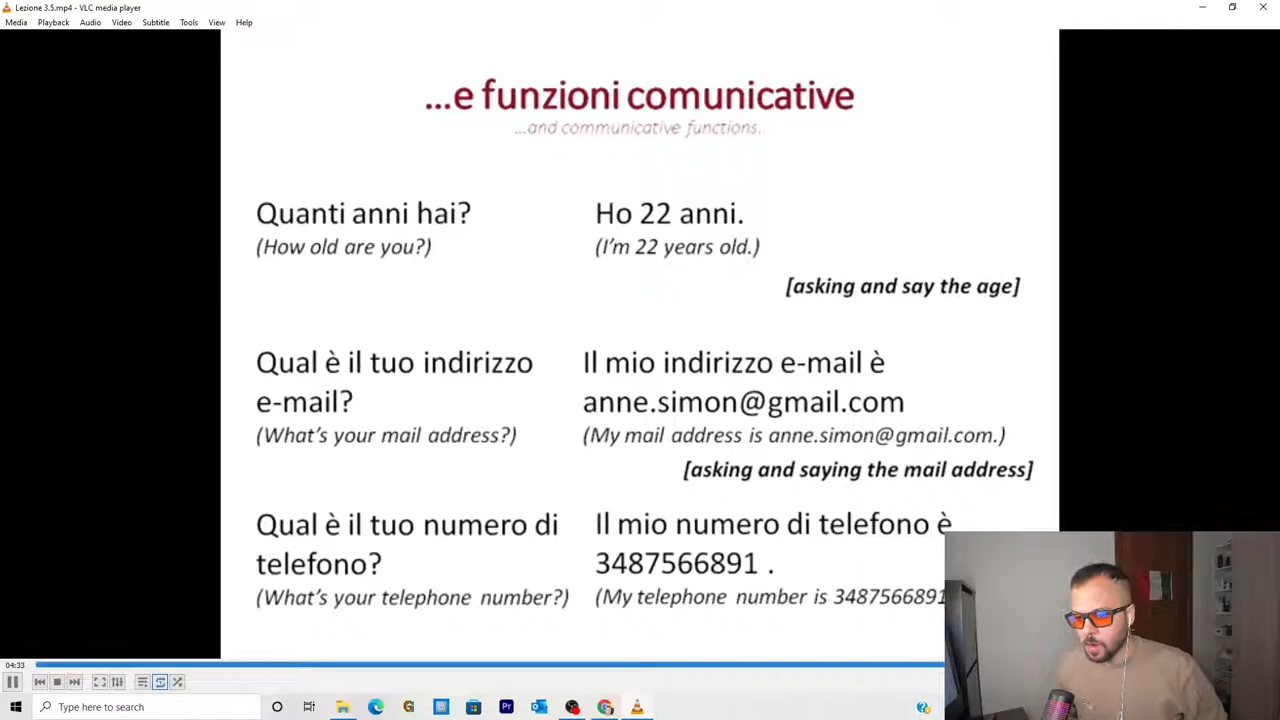 Lezione 3.5.mp4 - VLC media player
Media Playback Audio Video Subtitle Tools View Help
...e funzioni comunicative
...and communicative functions.
Quanti anni hai?
(How old are you?)
Ho 22 anni.
(I'm 22 years old.)
[asking and say the age]
Qual è il tuo indirizzo
e-mail?
(What's your mail address?)
Il mio indirizzo e-mail è
anne.simon@gmail.com
(My mail address is anne.simon@gmail.com.)
[asking and saying the mail address]
Qual è il tuo numero di
telefono?
(What's your telephone number?)
Il mio numero di telefono è
3487566891 .
(My telephone number is 3487566891
04:33
Type here to search